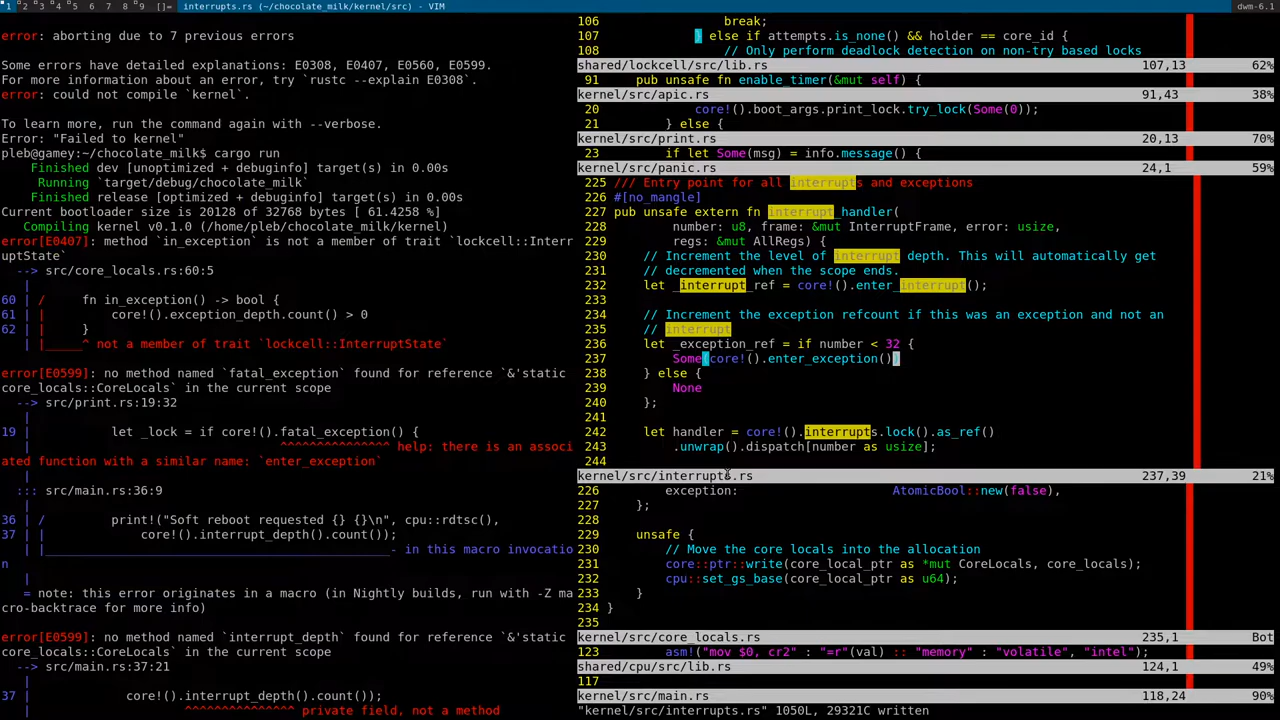 1 2 3 4 5 6 7 8 9 []= interrupts.rs (~/chocolate_milk/kernel/src) - VIM dwm-6.1
error: aborting due to 7 previous errors
Some errors have detailed explanations: E0308, E0407, E0560, E0599.
For more information about an error, try `rustc --explain E0308`.
error: could not compile `kernel`.
To learn more, run the command again with --verbose.
Error: "Failed to kernel"
pleb@gamey:~/chocolate_milk$ cargo run
Finished dev [unoptimized + debuginfo] target(s) in 0.00s
Running `target/debug/chocolate_milk`
Finished release [optimized + debuginfo] target(s) in 0.00s
Current bootloader size is 20128 of 32768 bytes [ 61.4258 %]
Compiling kernel v0.1.0 (/home/pleb/chocolate_milk/kernel)
error[E0407]: method `in_exception` is not a member of trait `lockcell::Interr
uptState`
--> src/core_locals.rs:60:5
|
60 | /     fn in_exception() -> bool {
61 | |         core!().exception_depth.count() > 0
62 | |     }
| |_____^ not a member of trait `lockcell::InterruptState`
error[E0599]: no method named `fatal_exception` found for reference `&'static
core_locals::CoreLocals` in the current scope
--> src/print.rs:19:32
|
19 |         let _lock = if core!().fatal_exception() {
|                                ^^^^^^^^^^^^^^^ help: there is an associ
ated function with a similar name: `enter_exception`
|
::: src/main.rs:36:9
|
36 | /         print!("Soft reboot requested {} {}\n", cpu::rdtsc(),
37 | |             core!().interrupt_depth().count());
| |______________________________________________- in this macro invocatio
n
|
= note: this error originates in a macro (in Nightly builds, run with -Z ma
cro-backtrace for more info)
error[E0599]: no method named `interrupt_depth` found for reference `&'static
core_locals::CoreLocals` in the current scope
--> src/main.rs:37:21
|
37 |             core!().interrupt_depth().count());
|                     ^^^^^^^^^^^^^^^ private field, not a method
106                 break;
107             } else if attempts.is_none() && holder == core_id {
108                 // Only perform deadlock detection on non-try based locks
shared/lockcell/src/lib.rs 107,13 62%
91     pub unsafe fn enable_timer(&mut self) {
kernel/src/apic.rs 91,43 38%
20             core!().boot_args.print_lock.try_lock(Some(0));
21         } else {
kernel/src/print.rs 20,13 70%
23         if let Some(msg) = info.message() {
kernel/src/panic.rs 24,1 59%
225 /// Entry point for all interrupts and exceptions
226 #[no_mangle]
227 pub unsafe extern fn interrupt_handler(
228         number: u8, frame: &mut InterruptFrame, error: usize,
229         regs: &mut AllRegs) {
230     // Increment the level of interrupt depth. This will automatically get
231     // decremented when the scope ends.
232     let _interrupt_ref = core!().enter_interrupt();
233
234     // Increment the exception refcount if this was an exception and not an
235     // interrupt
236     let _exception_ref = if number < 32 {
237         Some(core!().enter_exception())
238     } else {
239         None
240     };
241
242     let handler = core!().interrupts.lock().as_ref()
243         .unwrap().dispatch[number as usize];
244
kernel/src/interrupts.rs 237,39 21%
226         exception:                     AtomicBool::new(false),
227     };
228
229     unsafe {
230         // Move the core locals into the allocation
231         core::ptr::write(core_local_ptr as *mut CoreLocals, core_locals);
232         cpu::set_gs_base(core_local_ptr as u64);
233     }
234 }
235
kernel/src/core_locals.rs 235,1 Bot
123         asm!("mov $0, cr2" : "=r"(val) :: "memory" : "volatile", "intel");
shared/cpu/src/lib.rs 124,1 49%
117
kernel/src/main.rs 118,24 90%
"kernel/src/interrupts.rs" 1050L, 29321C written